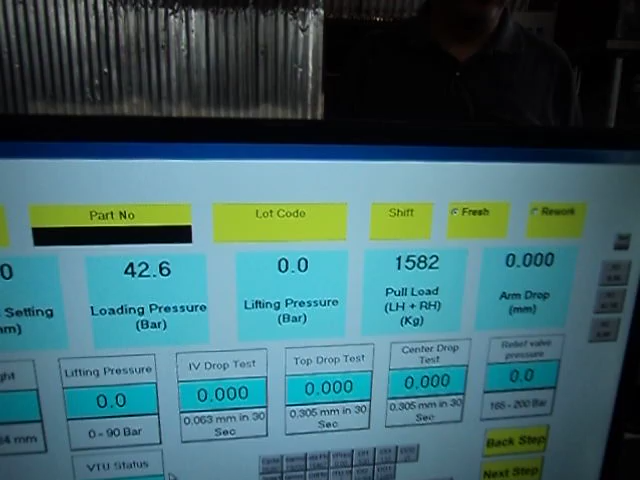 Part No Lot Code Shift Fresh Rework
0 42.6 0.0 1582 0.000
Setting Loading Pressure Lifting Pressure Pull Load Arm Drop
(Bar) (Bar) (LH + RH) (mm)
(Kg)
Lifting Pressure IV Drop Test Top Drop Test Center Drop Test Relief valve pressure
0.0 0.000 0.000 0.000 0.0
0 - 90 Bar 0.063 mm in 30 Sec 0.305 mm in 30 Sec 0.305 mm in 30 Sec 165 - 200 Bar
Back Step
VTU Status
Next Step